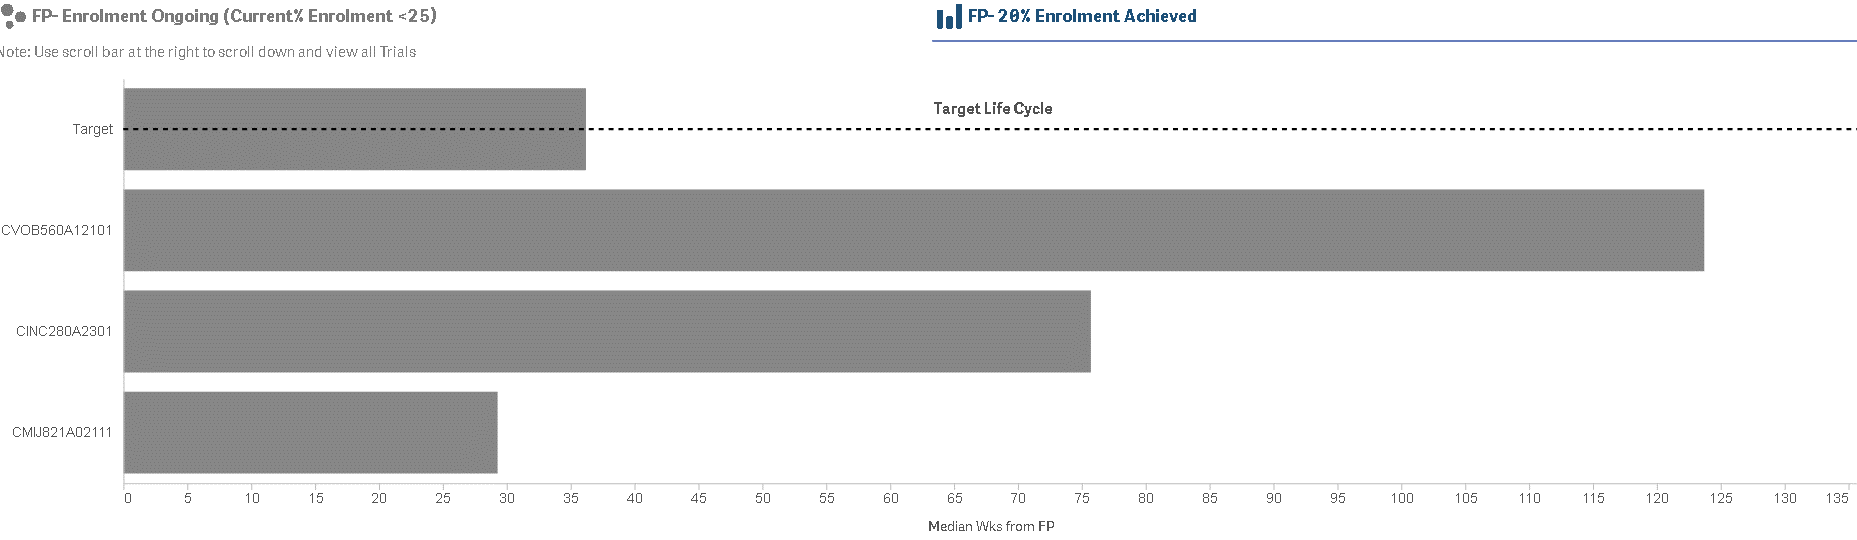 FP- Enrolment Ongoing (Current% Enrolment <25)
FP- 20% Enrolment Achieved
Note: Use scroll bar at the right to scroll down and view all Trials
Target Life Cycle
Target
CVOB560A12101
CINC280A2301
CMIJ821A02111
0 5 10 15 20 25 30 35 40 45 50 55 60 65 70 75 80 85 90 95 100 105 110 115 120 125 130 135
Median Wks from FP